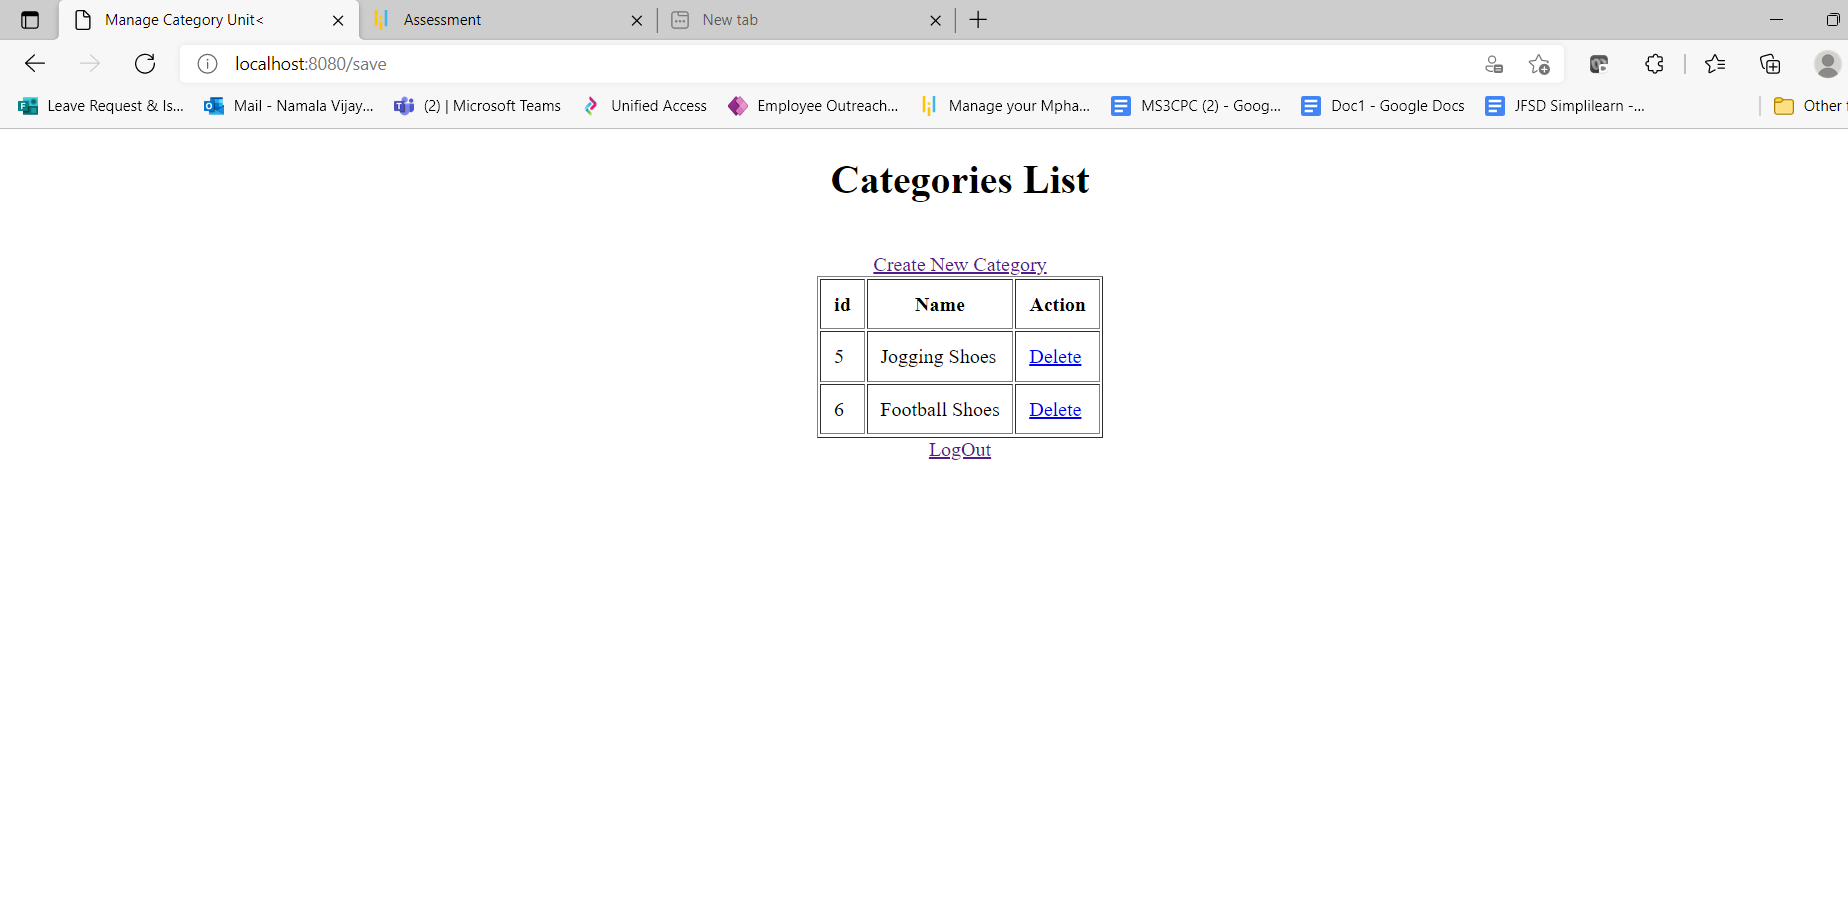 Manage Category Unit< Assessment New tab
localhost:8080/save
Leave Request & Is... Mail - Namala Vijay... (2) | Microsoft Teams Unified Access Employee Outreach... Manage your Mpha... MS3CPC (2) - Goog... Doc1 - Google Docs JFSD Simplilearn -... Other
Categories List
Create New Category
id Name Action
5 Jogging Shoes Delete
6 Football Shoes Delete
LogOut